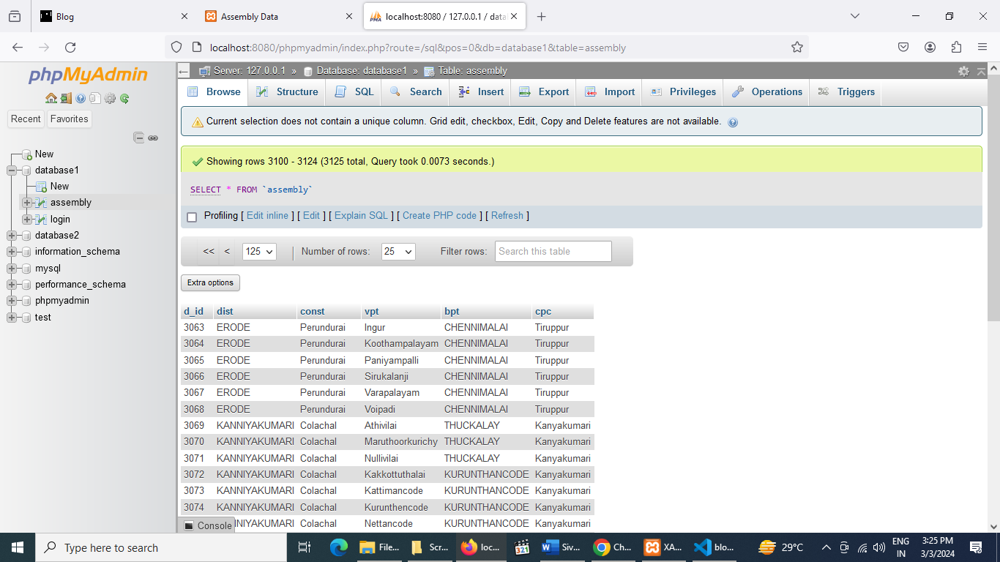 Blog
Assembly Data
localhost:8080 / 127.0.0.1 / data
localhost:8080/phpmyadmin/index.php?route=/sql&pos=0&db=database1&table=assembly
phpMyAdmin
Recent Favorites
New
database1
New
assembly
login
database2
information_schema
mysql
performance_schema
phpmyadmin
test
Server: 127.0.0.1 » Database: database1 » Table: assembly
Browse Structure SQL Search Insert Export Import Privileges Operations Triggers
Current selection does not contain a unique column. Grid edit, checkbox, Edit, Copy and Delete features are not available.
Showing rows 3100 - 3124 (3125 total, Query took 0.0073 seconds.)
SELECT * FROM `assembly`
Profiling [ Edit inline ] [ Edit ] [ Explain SQL ] [ Create PHP code ] [ Refresh ]
<< < 125 | Number of rows: 25 Filter rows: Search this table
Extra options
d_id dist const vpt bpt cpc
3063 ERODE Perundurai Ingur CHENNIMALAI Tiruppur
3064 ERODE Perundurai Koothampalayam CHENNIMALAI Tiruppur
3065 ERODE Perundurai Paniyampalli CHENNIMALAI Tiruppur
3066 ERODE Perundurai Sirukalanji CHENNIMALAI Tiruppur
3067 ERODE Perundurai Varapalayam CHENNIMALAI Tiruppur
3068 ERODE Perundurai Voipadi CHENNIMALAI Tiruppur
3069 KANNIYAKUMARI Colachal Athivilai THUCKALAY Kanyakumari
3070 KANNIYAKUMARI Colachal Maruthoorkurichy THUCKALAY Kanyakumari
3071 KANNIYAKUMARI Colachal Nullivilai THUCKALAY Kanyakumari
3072 KANNIYAKUMARI Colachal Kakkottuthalai KURUNTHANCODE Kanyakumari
3073 KANNIYAKUMARI Colachal Kattimancode KURUNTHANCODE Kanyakumari
3074 KANNIYAKUMARI Colachal Kurunthencode KURUNTHANCODE Kanyakumari
NIYAKUMARI Colachal Nettancode KURUNTHANCODE Kanyakumari
Console
Type here to search
File...
Scr...
loc...
Siv...
Ch...
XA...
blo...
29°C
ENG
IN
3:25 PM
3/3/2024